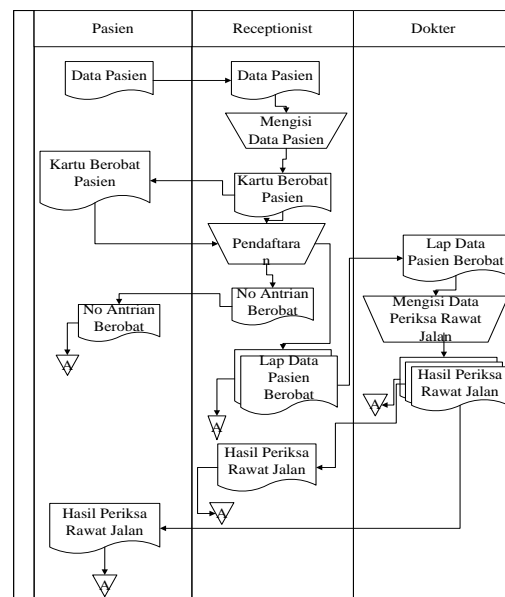 Pasien
Receptionist
Dokter
Data Pasien
Data Pasien
Mengisi
Data Pasien
Kartu Berobat
Pasien
Kartu Berobat
Pasien
Pendaftara
n
Lap Data
Pasien Berobat
No Antrian
Berobat
No Antrian
Berobat
Mengisi Data
Periksa Rawat
Jalan
A
Lap Data
Pasien
Berobat
Hasil Periksa
Rawat Jalan
A
A
Hasil Periksa
Rawat Jalan
A
Hasil Periksa
Rawat Jalan
A